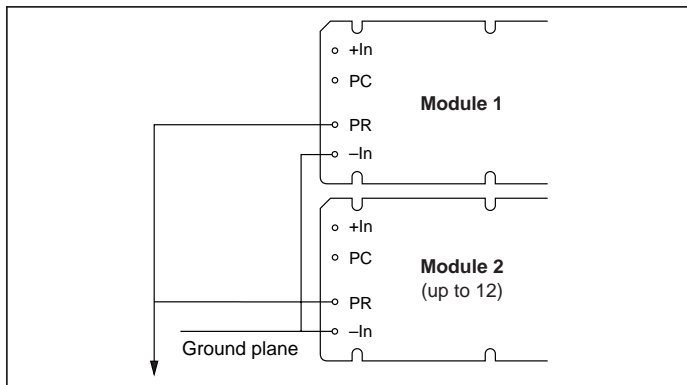 +In
PC
Module 1
PR
–In
+In
PC
Module 2
(up to 12)
PR
–In
Ground plane